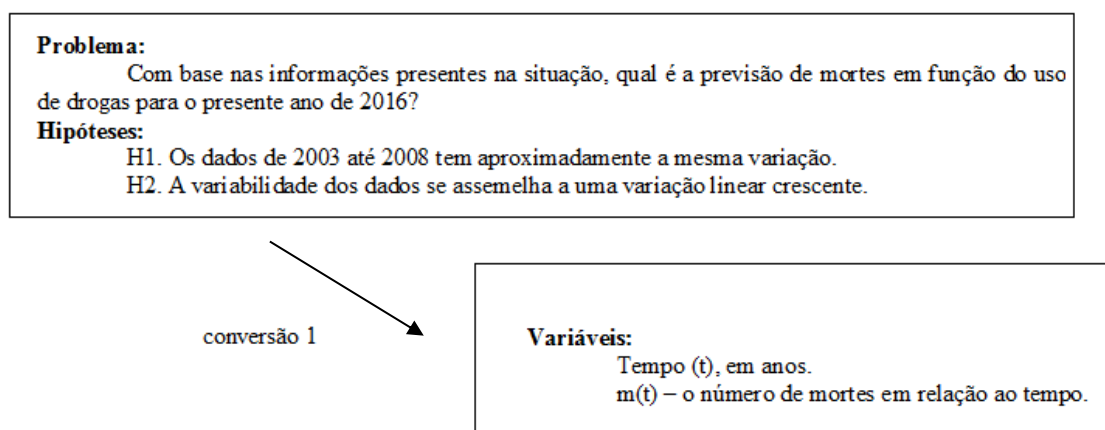 Problema:
Com base nas informações presentes na situação, qual é a previsão de mortes em função do uso
de drogas para o presente ano de 2016?
Hipóteses:
H1. Os dados de 2003 até 2008 tem aproximadamente a mesma variação.
H2. A variabilidade dos dados se assemelha a uma variação linear crescente.
conversão 1
Variáveis:
Tempo (t), em anos.
m(t) – o número de mortes em relação ao tempo.